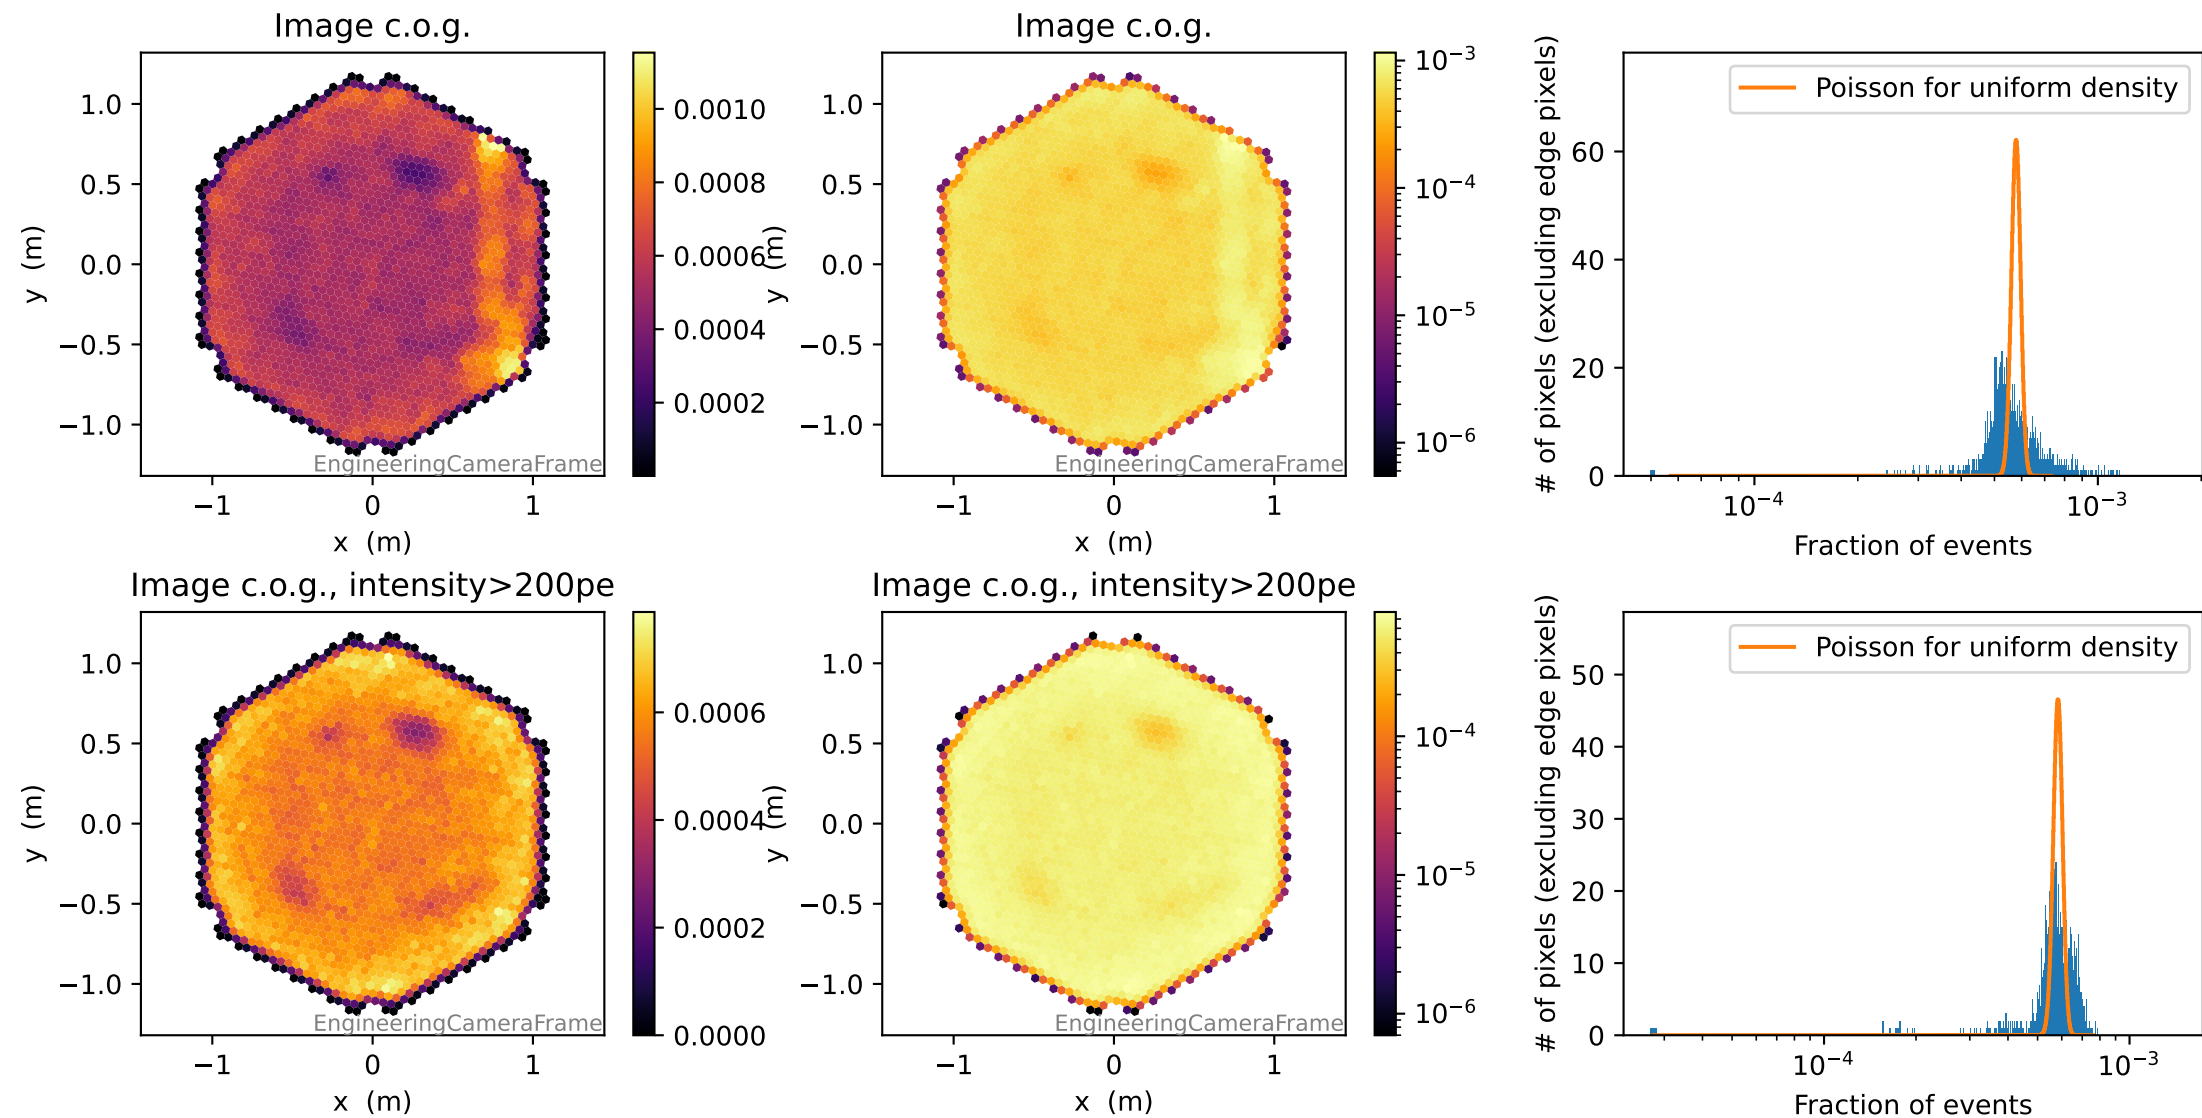 Image c.o.g.
1.0
0.5
0.0
−0.5
−1.0
y (m)
−1
0
1
x (m)
EngineeringCameraFrame
0.0010
0.0008
0.0006
0.0004
0.0002
Image c.o.g.
1.0
0.5
0.0
−0.5
−1.0
y (m)
−1
0
1
x (m)
EngineeringCameraFrame
10⁻³
10⁻⁴
10⁻⁵
10⁻⁶
# of pixels (excluding edge pixels)
60
40
20
0
Poisson for uniform density
10⁻⁴
10⁻³
Fraction of events
Image c.o.g., intensity>200pe
1.0
0.5
0.0
−0.5
−1.0
y (m)
−1
0
1
x (m)
EngineeringCameraFrame
0.0006
0.0004
0.0002
0.0000
Image c.o.g., intensity>200pe
1.0
0.5
0.0
−0.5
−1.0
y (m)
−1
0
1
x (m)
EngineeringCameraFrame
10⁻⁴
10⁻⁵
10⁻⁶
# of pixels (excluding edge pixels)
50
40
30
20
10
0
Poisson for uniform density
10⁻⁴
10⁻³
Fraction of events